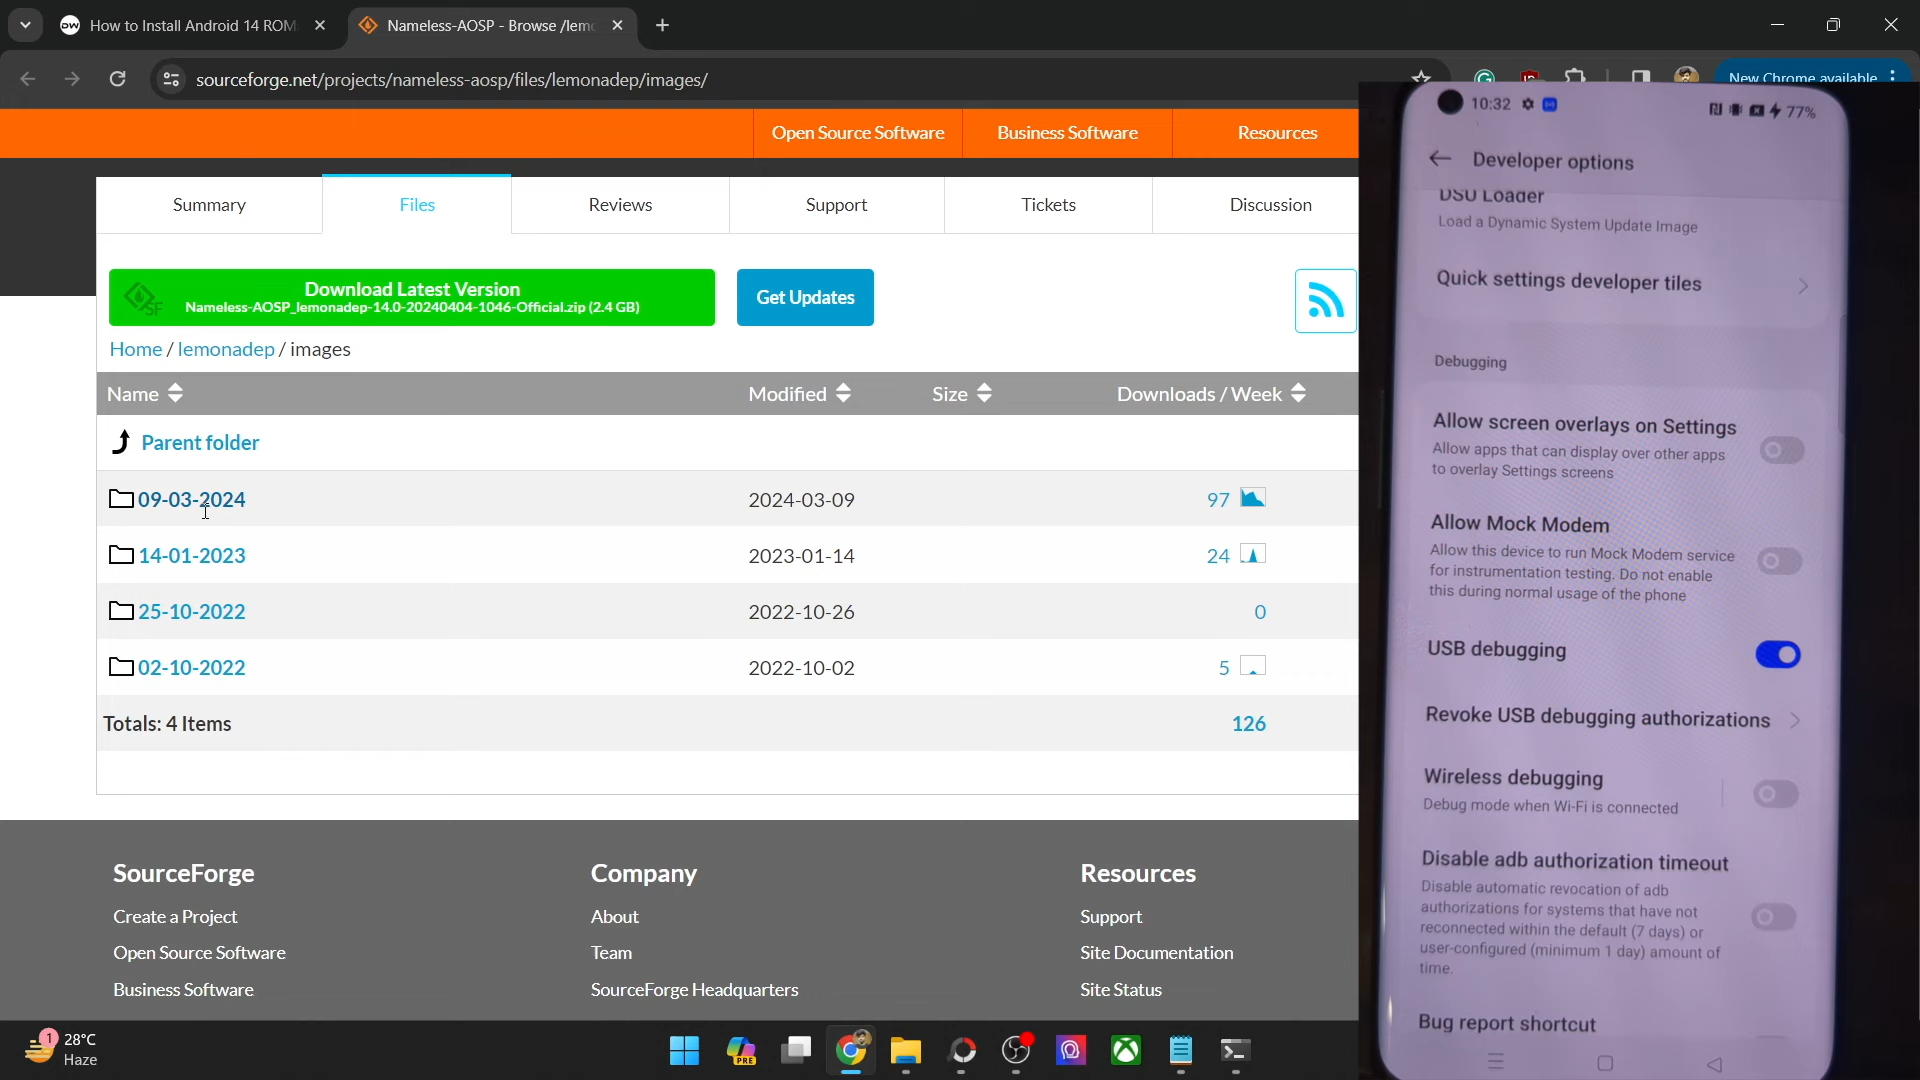 How to Install Android 14 ROM
Nameless-AOSP - Browse /lem
sourceforge.net/projects/nameless-aosp/files/lemonadep/images/
New Chrome available
Open Source Software
Business Software
Resources
Summary
Files
Reviews
Support
Tickets
Discussion
Download Latest Version
Nameless-AOSP_lemonadep-14.0-20240404-1046-Official.zip (2.4 GB)
SF
Get Updates
Home / lemonadep / images
Name
Modified
Size
Downloads / Week
Parent folder
09-03-2024
2024-03-09
97
14-01-2023
2023-01-14
24
25-10-2022
2022-10-26
0
02-10-2022
2022-10-02
5
Totals: 4 Items
126
SourceForge
Create a Project
Open Source Software
Business Software
Company
About
Team
SourceForge Headquarters
Resources
Support
Site Documentation
Site Status
1
28°C
Haze
PRE
10:32
77%
Developer options
DSU Loader
Load a Dynamic System Update Image
Quick settings developer tiles
Debugging
Allow screen overlays on Settings
Allow apps that can display over other apps
to overlay Settings screens
Allow Mock Modem
Allow this device to run Mock Modem service
for instrumentation testing. Do not enable
this during normal usage of the phone
USB debugging
Revoke USB debugging authorizations
Wireless debugging
Debug mode when Wi-Fi is connected
Disable adb authorization timeout
Disable automatic revocation of adb
authorizations for systems that have not
reconnected within the default (7 days) or
user-configured (minimum 1 day) amount of
time.
Bug report shortcut